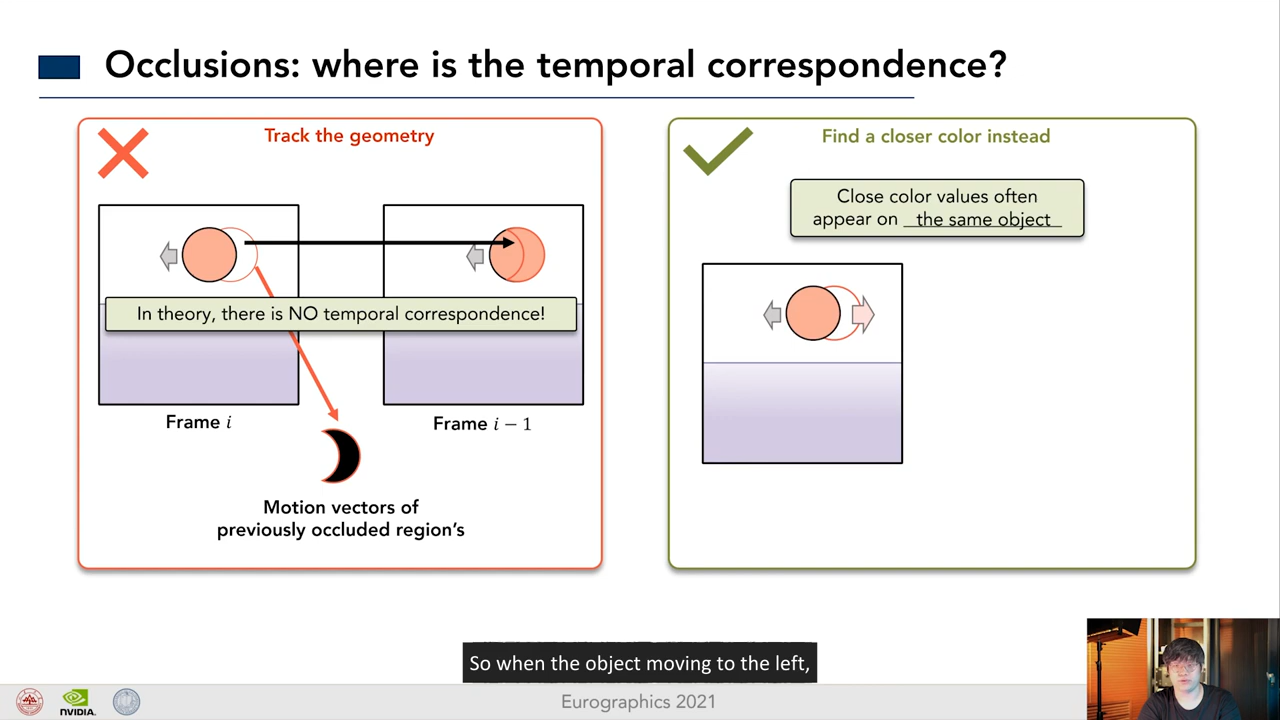 Occlusions: where is the temporal correspondence?
Track the geometry
In theory, there is NO temporal correspondence!
Frame i
Frame i − 1
Motion vectors of
previously occluded region's
Find a closer color instead
Close color values often
appear on the same object
So when the object moving to the left,
NVIDIA.
Eurographics 2021